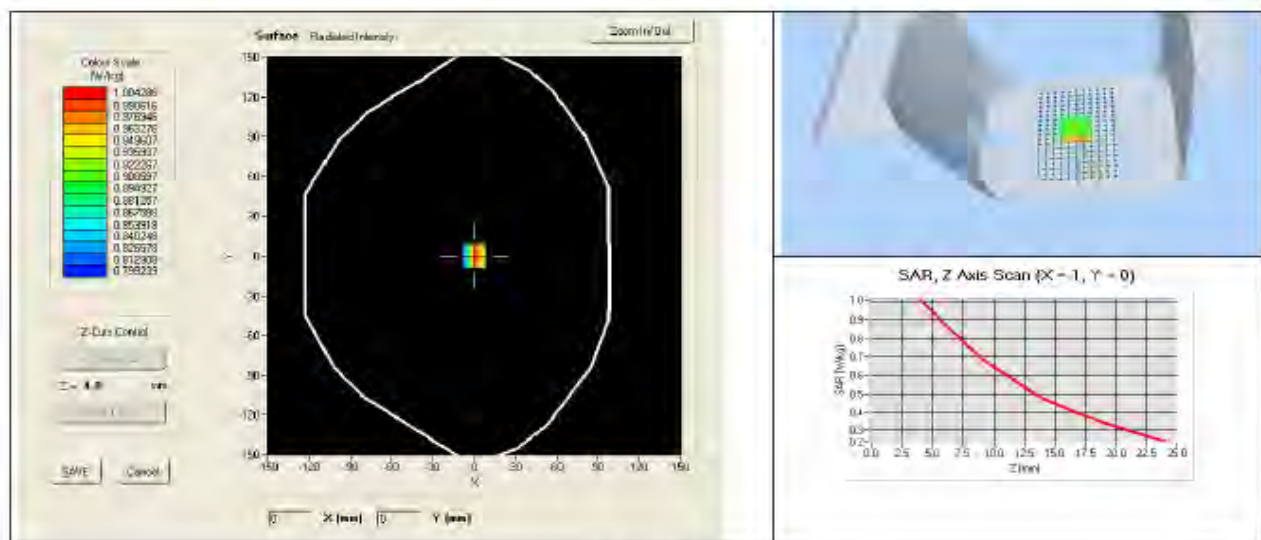 Surface Radiated Intensity
Zoom In/Out
Colour Scale
(W/kg)
1.004286
0.990616
0.976946
0.963276
0.949607
0.935937
0.922267
0.908597
0.894927
0.881257
0.867588
0.853918
0.840248
0.826578
0.812908
0.799239
150
120
90
60
30
0
-30
-60
-90
-120
-150
Y
-150 -120 -90 -60 -30 0 30 60 90 120 150
X
Z-Cuts Control
mm
SAVE
Cancel
0 X (mm) 0 Y (mm)
SAR, Z Axis Scan (X = -1, Y = 0)
SAR (W/kg)
1.0
0.9
0.8
0.7
0.6
0.5
0.4
0.3
0.2
0.0 2.5 5.0 7.5 10.0 12.5 15.0 17.5 20.0 22.5 25.0
Z (mm)